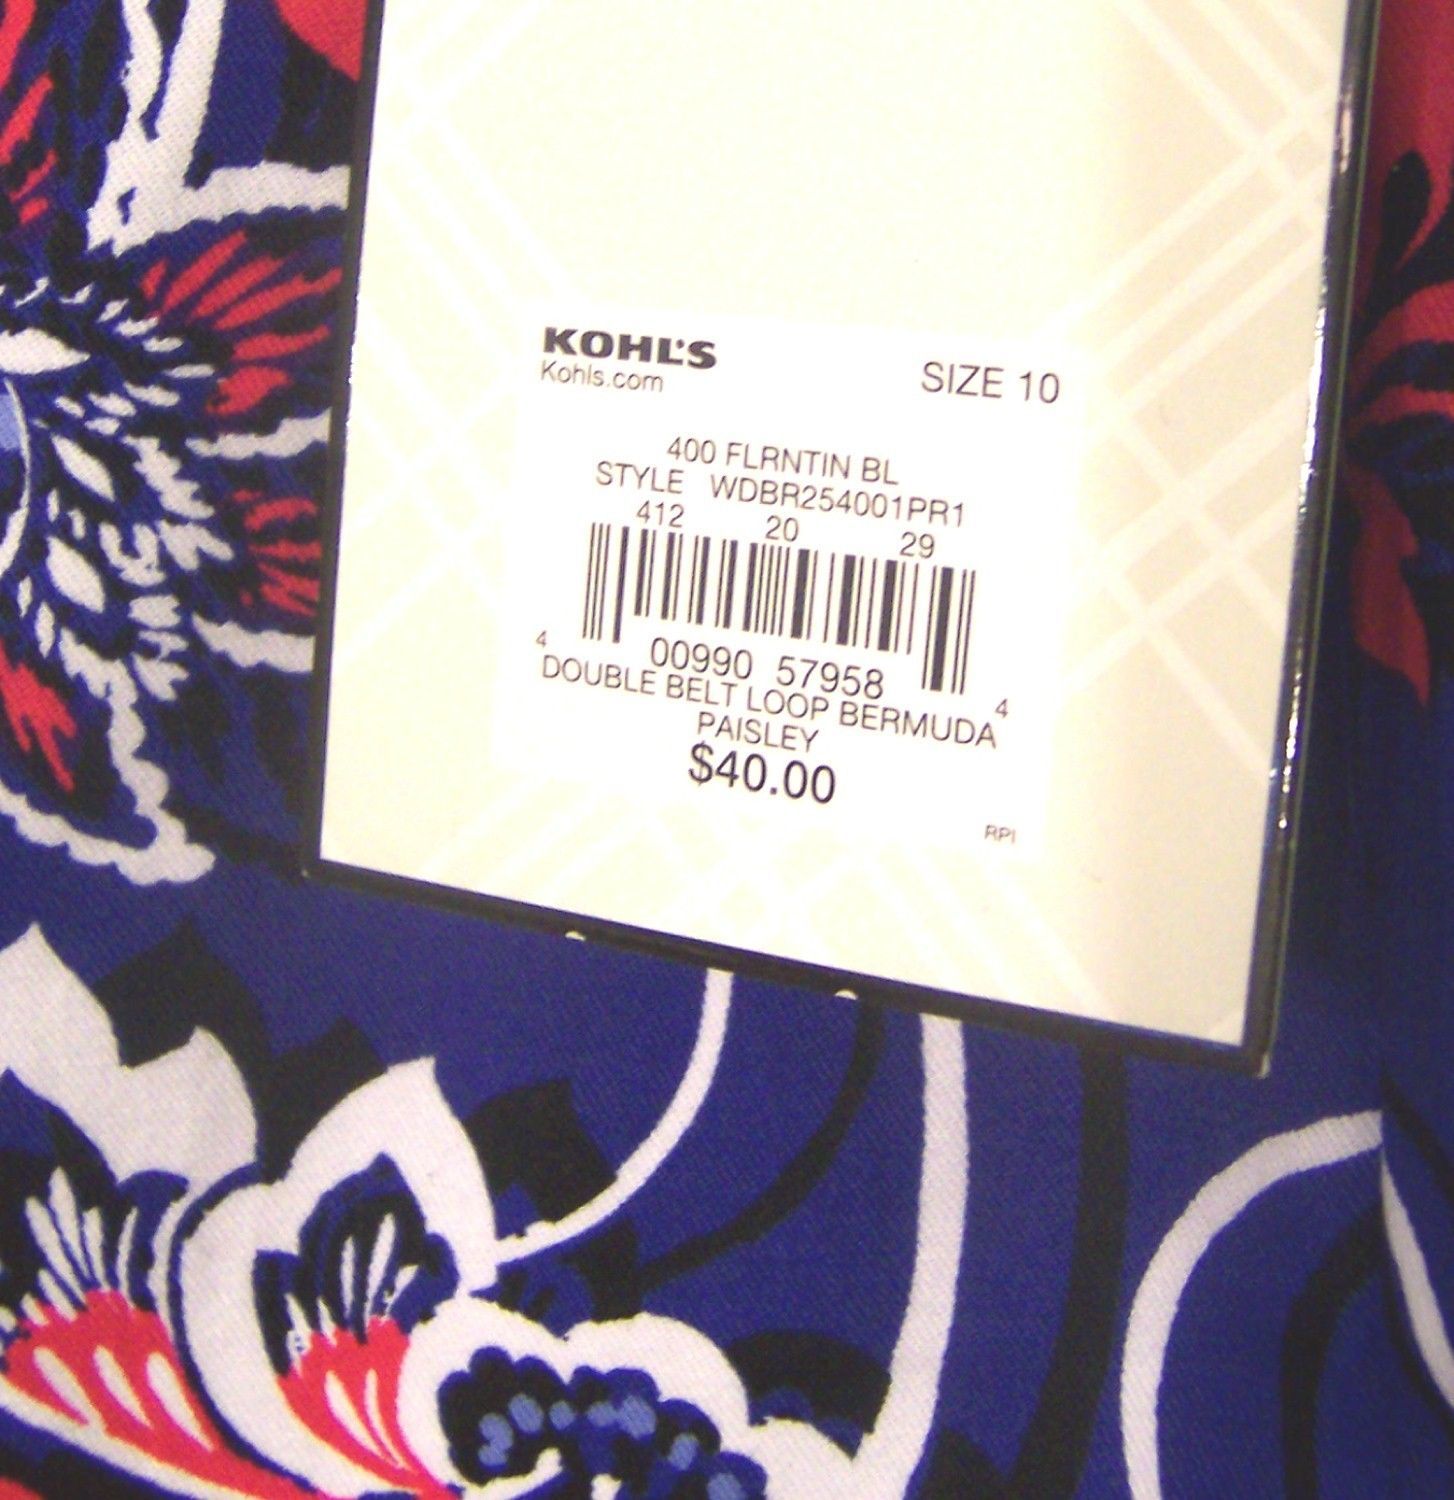 KOHL'S
Kohls.com
SIZE 10
400 FLRNTIN BL
STYLE WDBR254001PR1
412 20 29
4 00990 57958 4
DOUBLE BELT LOOP BERMUDA
PAISLEY
$40.00
RPI